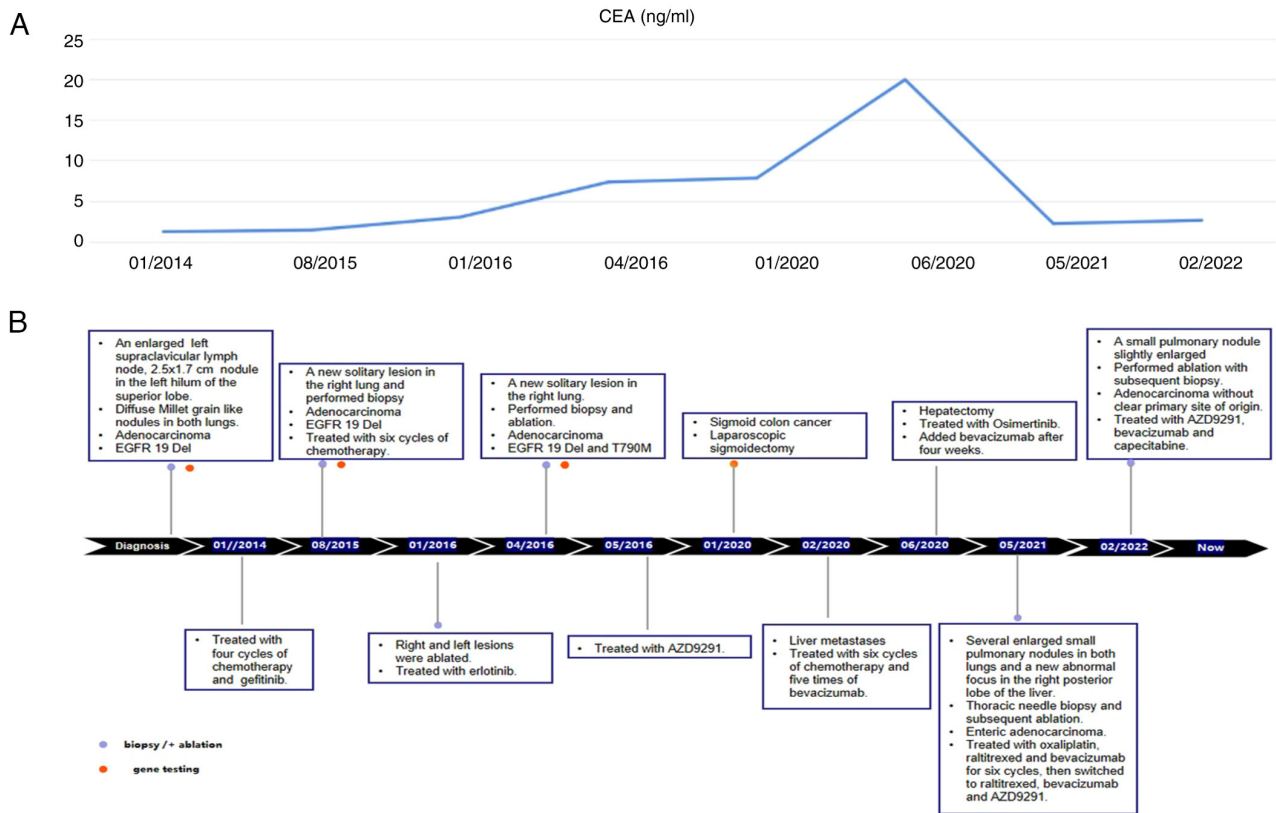 A
CEA (ng/ml)
25
20
15
10
5
0
01/2014
08/2015
01/2016
04/2016
01/2020
06/2020
05/2021
02/2022
B
• An enlarged left
supraclavicular lymph
node, 2.5x1.7 cm nodule
in the left hilum of the
superior lobe.
• Diffuse Millet grain like
nodules in both lungs.
• Adenocarcinoma
• EGFR 19 Del
• A new solitary lesion in
the right lung and
performed biopsy
• Adenocarcinoma
• EGFR 19 Del
• Treated with six cycles of
chemotherapy.
• A new solitary lesion in
the right lung.
• Performed biopsy and
ablation.
• Adenocarcinoma
• EGFR 19 Del and T790M
• Sigmoid colon cancer
• Laparoscopic
sigmoidectomy
• Hepatectomy
• Treated with Osimertinib.
• Added bevacizumab after
four weeks.
• A small pulmonary nodule
slightly enlarged
• Performed ablation with
subsequent biopsy.
• Adenocarcinoma without
clear primary site of origin.
• Treated with AZD9291,
bevacizumab and
capecitabine.
Diagnosis
01//2014
08/2015
01/2016
04/2016
05/2016
01/2020
02/2020
06/2020
05/2021
02/2022
Now
• Treated with
four cycles of
chemotherapy
and gefitinib.
• Right and left lesions
were ablated.
• Treated with erlotinib.
• Treated with AZD9291.
• Liver metastases
• Treated with six cycles
of chemotherapy and
five times of
bevacizumab.
• Several enlarged small
pulmonary nodules in both
lungs and a new abnormal
focus in the right posterior
lobe of the liver.
• Thoracic needle biopsy and
subsequent ablation.
• Enteric adenocarcinoma.
• Treated with oxaliplatin,
raltitrexed and bevacizumab
for six cycles, then switched
to raltitrexed, bevacizumab
and AZD9291.
biopsy /+ ablation
gene testing